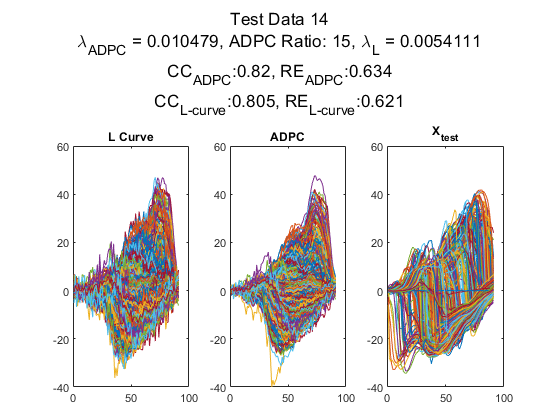 Test Data 14
λADPC = 0.010479, ADPC Ratio: 15, λL = 0.0054111
CCADPC:0.82, READPC:0.634
CCL-curve:0.805, REL-curve:0.621
L Curve
60
40
20
0
-20
-40
0 50 100
ADPC
60
40
20
0
-20
-40
0 50 100
Xtest
60
40
20
0
-20
-40
0 50 100